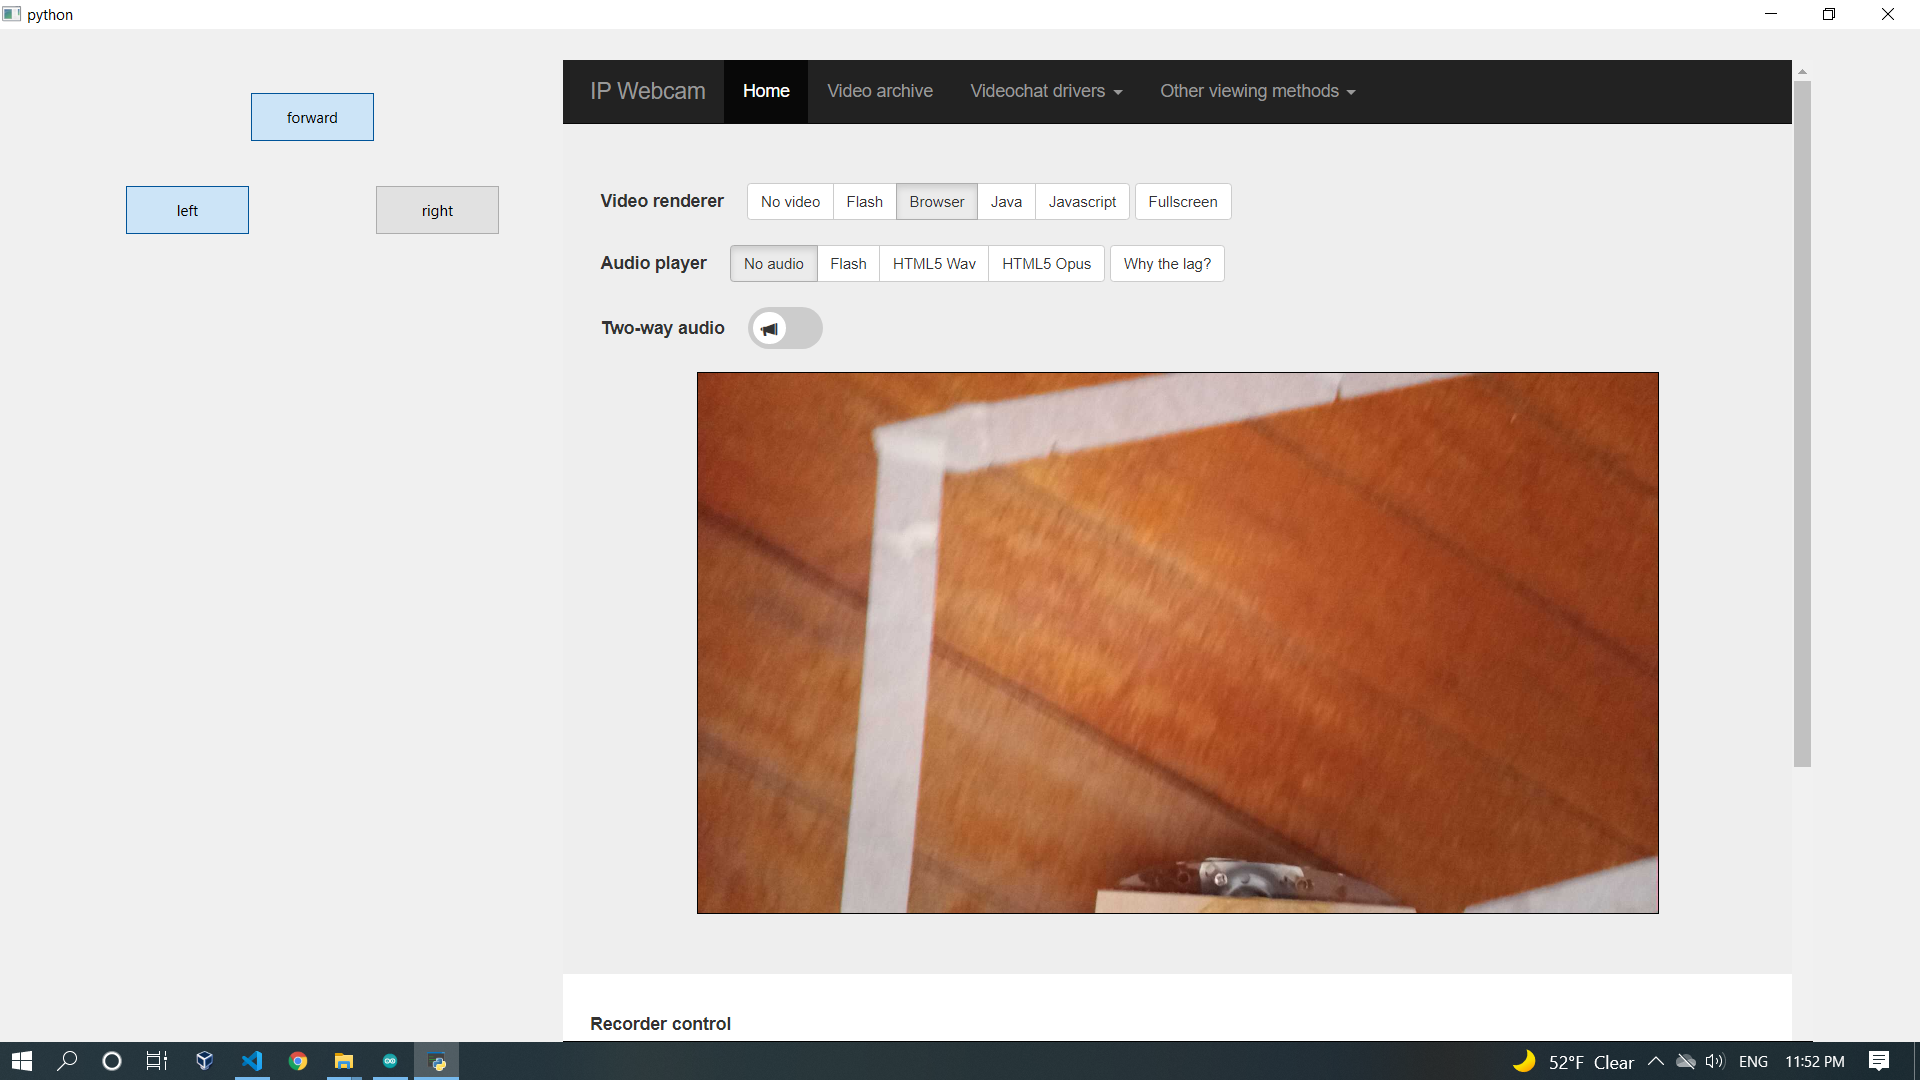 python
forward
left
right
IP Webcam Home Video archive Videochat drivers Other viewing methods
Video renderer No video Flash Browser Java Javascript Fullscreen
Audio player No audio Flash HTML5 Wav HTML5 Opus Why the lag?
Two-way audio
Recorder control
52°F Clear ENG 11:52 PM